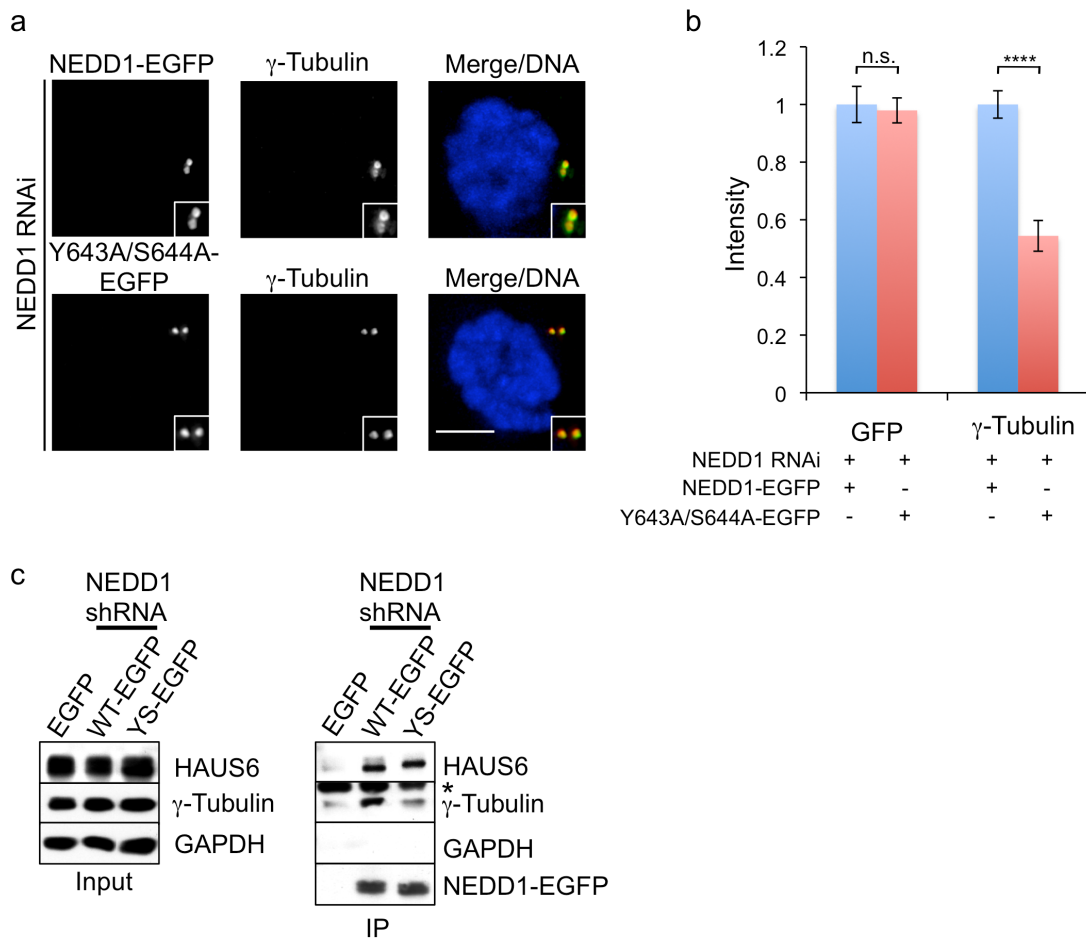 a
NEDD1-EGFP γ-Tubulin Merge/DNA
NEDD1 RNAi
Y643A/S644A-
EGFP γ-Tubulin Merge/DNA
b
Intensity
1.2
1
0.8
0.6
0.4
0.2
0
n.s. ****
GFP γ-Tubulin
NEDD1 RNAi + + + +
NEDD1-EGFP + - + -
Y643A/S644A-EGFP - + - +
c
NEDD1
shRNA
EGFP
WT-EGFP
YS-EGFP
HAUS6
γ-Tubulin
GAPDH
Input
NEDD1
shRNA
EGFP
WT-EGFP
YS-EGFP
HAUS6
*
γ-Tubulin
GAPDH
NEDD1-EGFP
IP